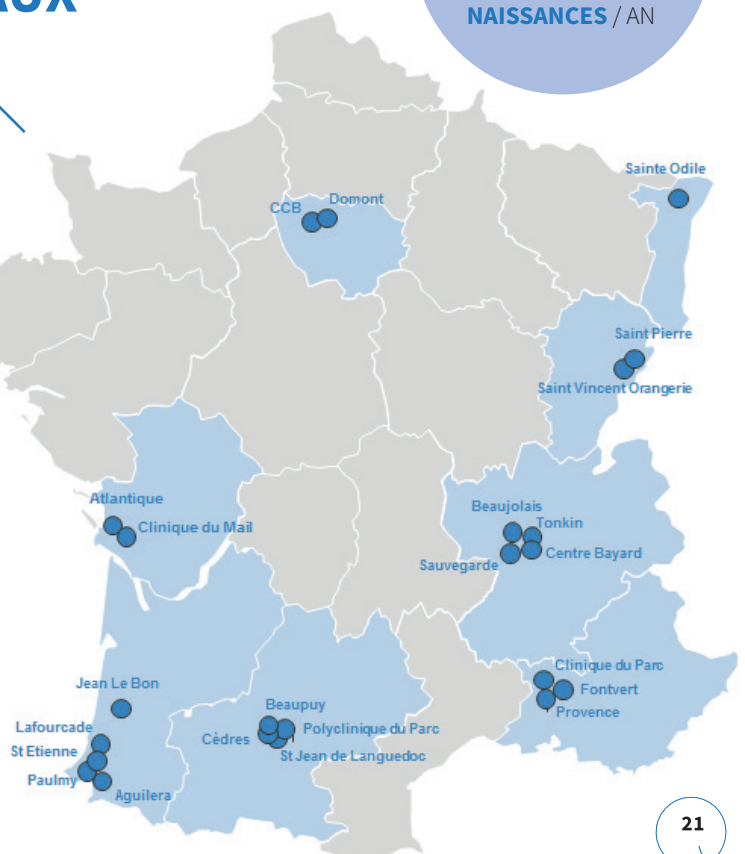 NAISSANCES / AN
Sainte Odile
CCB
Domont
Saint Pierre
Saint Vincent Orangerie
Atlantique
Clinique du Mail
Beaujolais
Tonkin
Sauvegarde
Centre Bayard
Jean Le Bon
Clinique du Parc
Fontvert
Provence
Lafourcade
St Etienne
Paulmy
Aguilera
Beaupuy
Cèdres
Polyclinique du Parc
St Jean de Languedoc
21